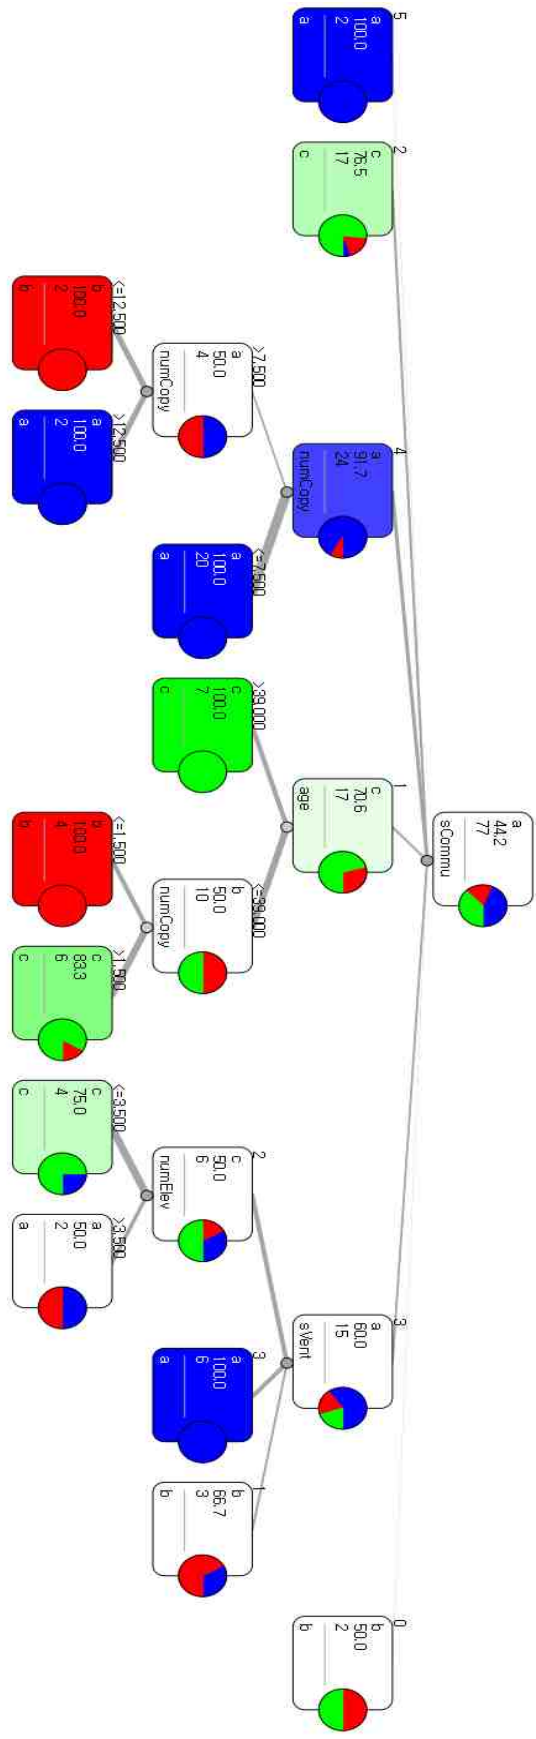 a
44.2
77
sCommu
5
a
100.0
2
a
2
c
76.5
17
c
4
a
91.7
24
numCopy
1
c
70.6
17
age
3
a
60.0
15
sVent
0
b
50.0
2
b
>7.500
a
50.0
4
numCopy
<=7.500
a
100.0
20
a
>39.000
c
100.0
7
c
<=39.000
b
50.0
10
numCopy
2
c
50.0
6
numElev
3
a
100.0
6
a
1
b
66.7
3
b
<=12.500
b
100.0
2
b
>12.500
a
100.0
2
a
<=1.500
b
100.0
4
b
>1.500
c
83.3
6
c
<=3.500
c
75.0
4
c
>3.500
a
50.0
2
a